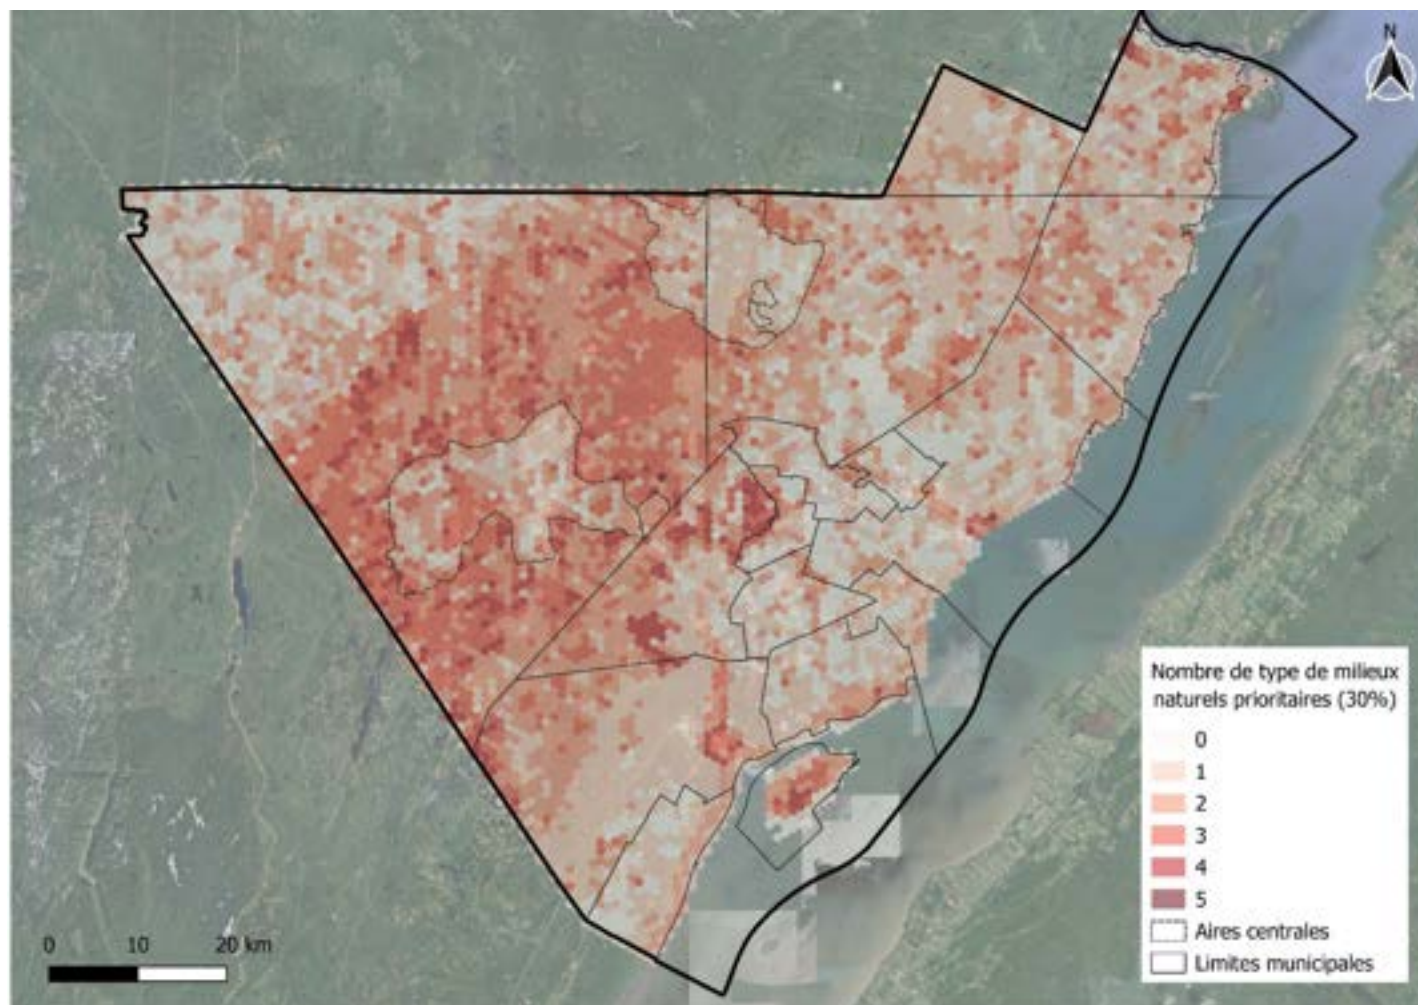 N
Nombre de type de milieux
naturels prioritaires (30%)
0
1
2
3
4
5
Aires centrales
Limites municipales
0 10 20 km